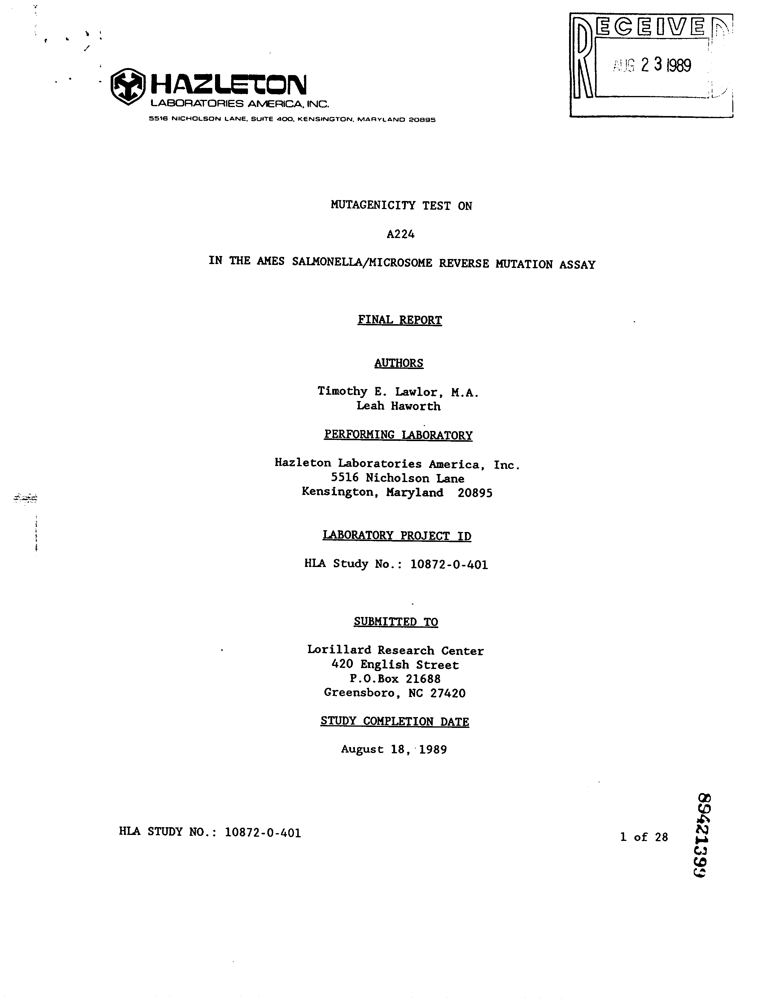 RECEIVED
AUG 23 1989
HAZLETON
LABORATORIES AMERICA, INC.
5516 NICHOLSON LANE, SUITE 400, KENSINGTON, MARYLAND 20895
MUTAGENICITY TEST ON
A224
IN THE AMES SALMONELLA/MICROSOME REVERSE MUTATION ASSAY
FINAL REPORT
AUTHORS
Timothy E. Lawlor, M.A.
Leah Haworth
PERFORMING LABORATORY
Hazleton Laboratories America, Inc.
5516 Nicholson Lane
Kensington, Maryland 20895
LABORATORY PROJECT ID
HLA Study No.: 10872-0-401
SUBMITTED TO
Lorillard Research Center
420 English Street
P.O.Box 21688
Greensboro, NC 27420
STUDY COMPLETION DATE
August 18, 1989
HLA STUDY NO.: 10872-0-401
1 of 28
89421399